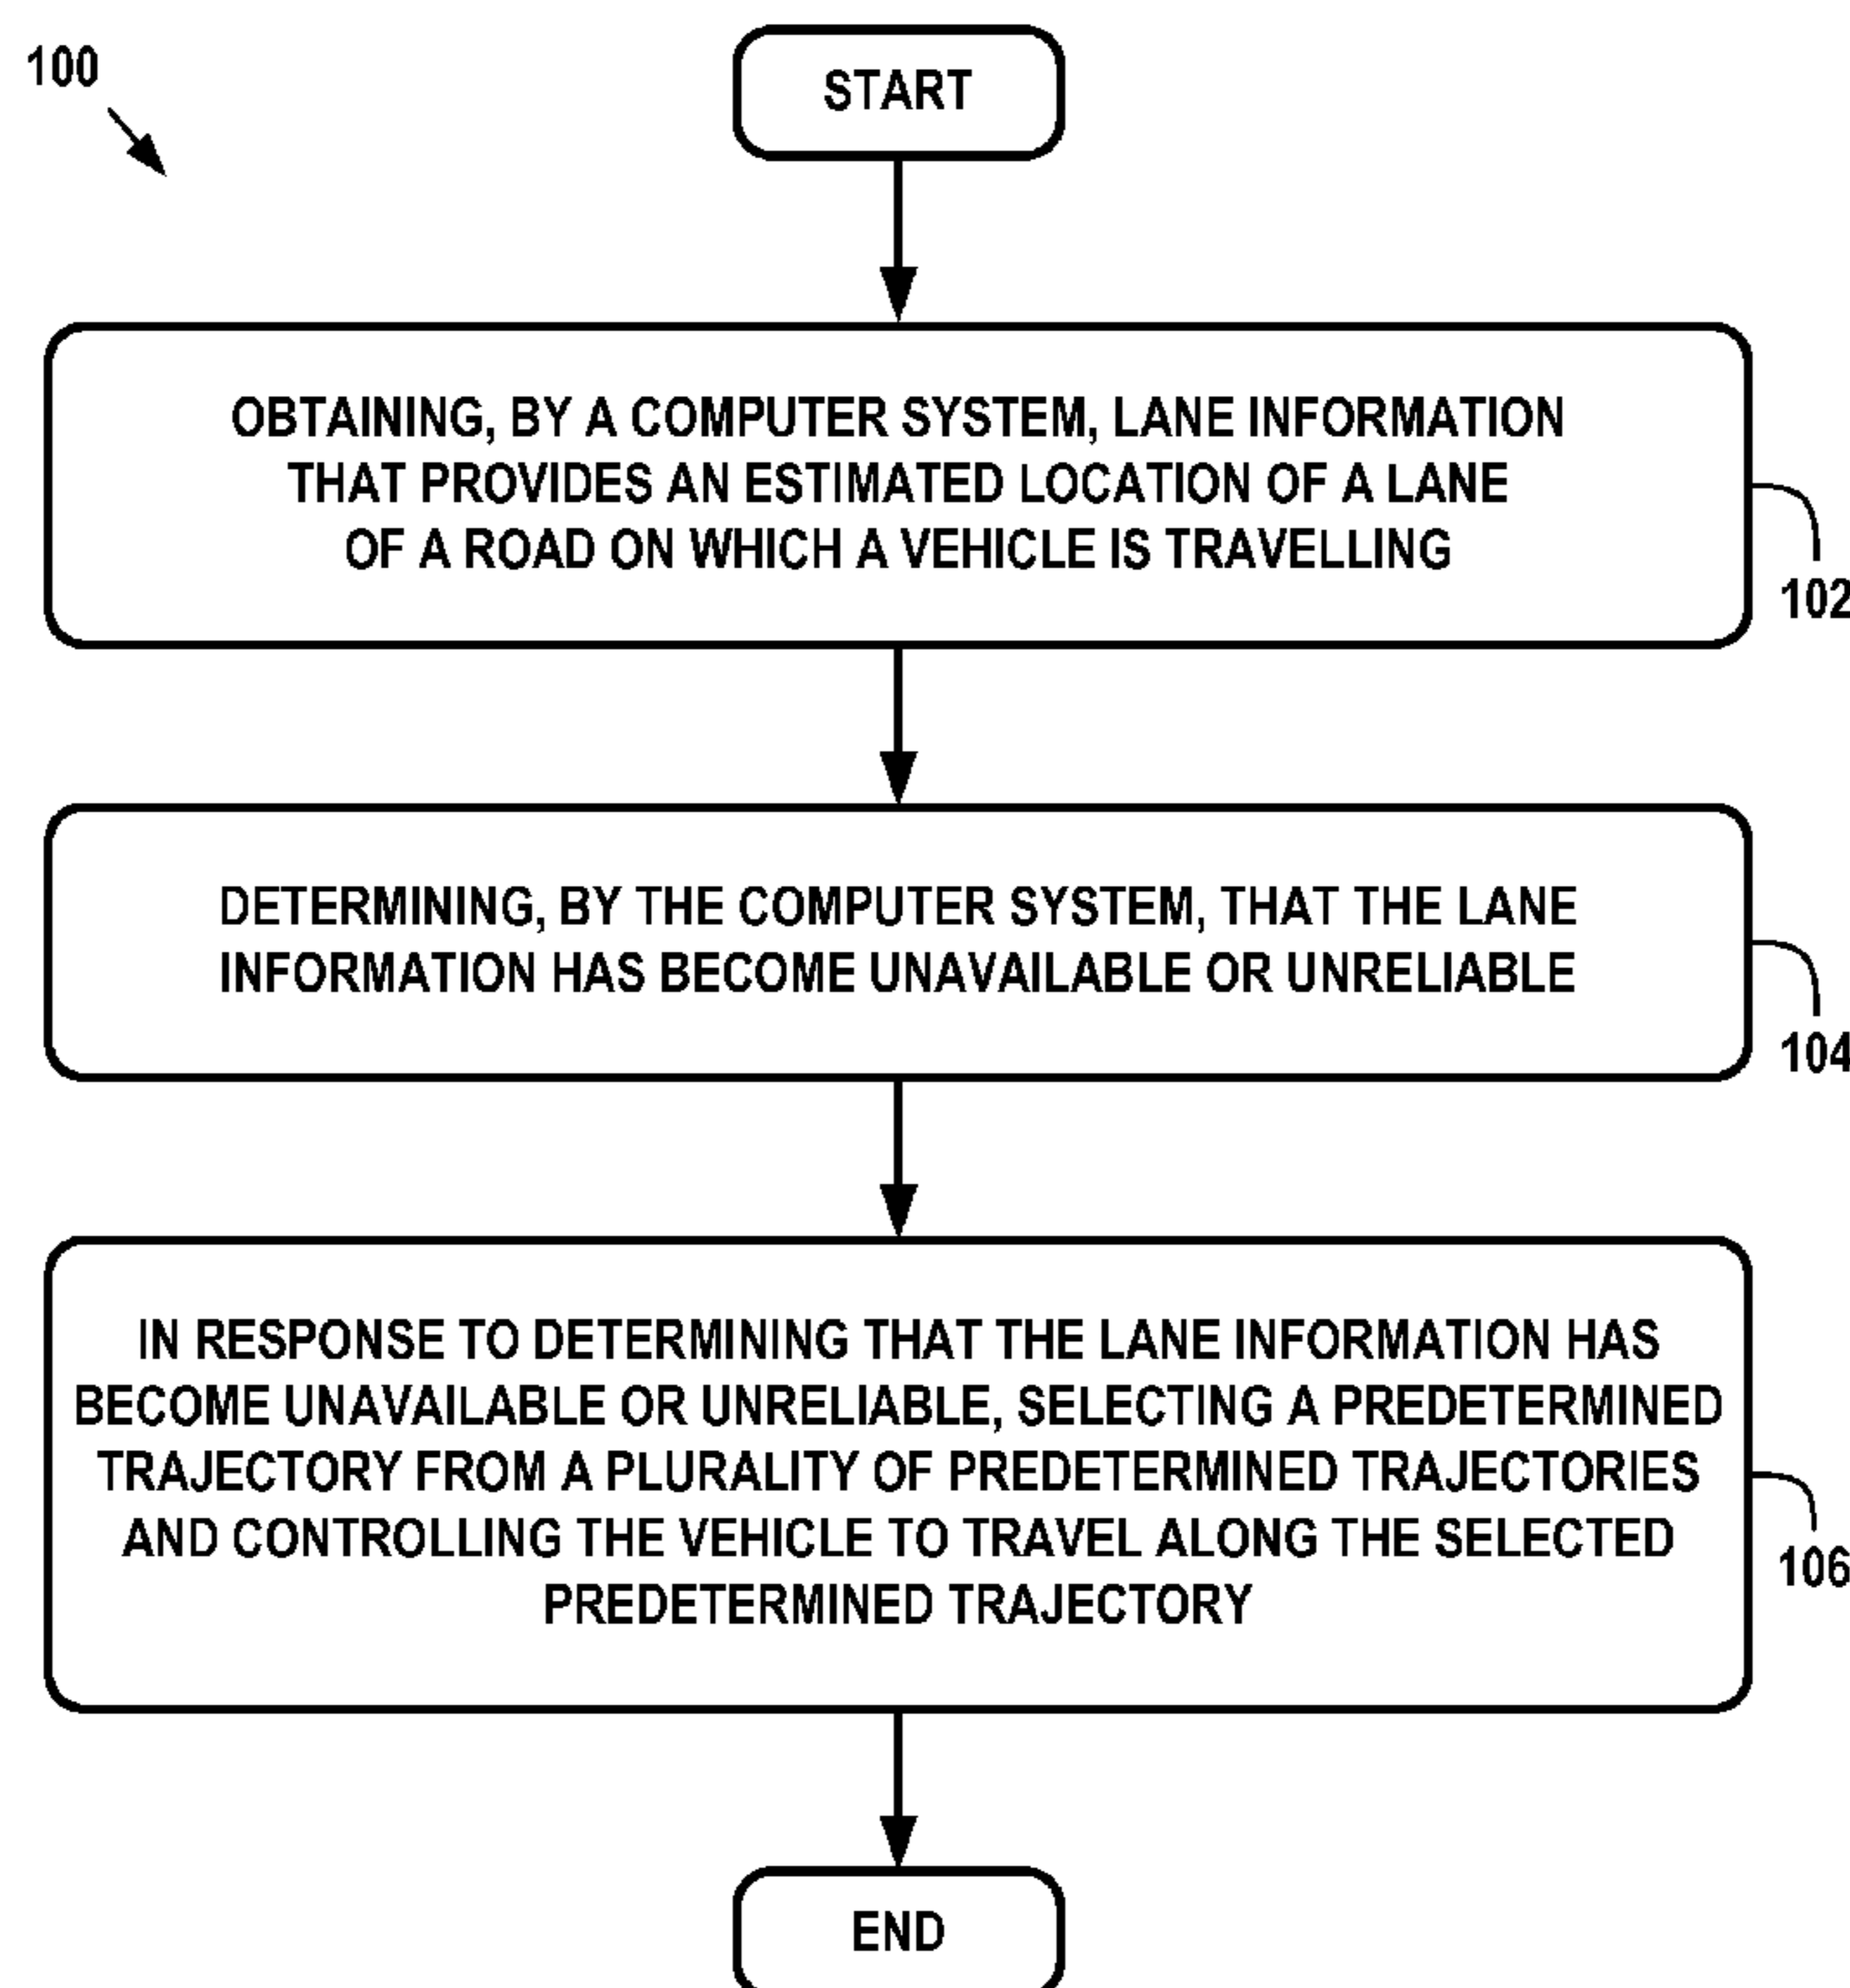 100
START
OBTAINING, BY A COMPUTER SYSTEM, LANE INFORMATION
THAT PROVIDES AN ESTIMATED LOCATION OF A LANE
OF A ROAD ON WHICH A VEHICLE IS TRAVELLING
102
DETERMINING, BY THE COMPUTER SYSTEM, THAT THE LANE
INFORMATION HAS BECOME UNAVAILABLE OR UNRELIABLE
104
IN RESPONSE TO DETERMINING THAT THE LANE INFORMATION HAS
BECOME UNAVAILABLE OR UNRELIABLE, SELECTING A PREDETERMINED
TRAJECTORY FROM A PLURALITY OF PREDETERMINED TRAJECTORIES
AND CONTROLLING THE VEHICLE TO TRAVEL ALONG THE SELECTED
PREDETERMINED TRAJECTORY
106
END